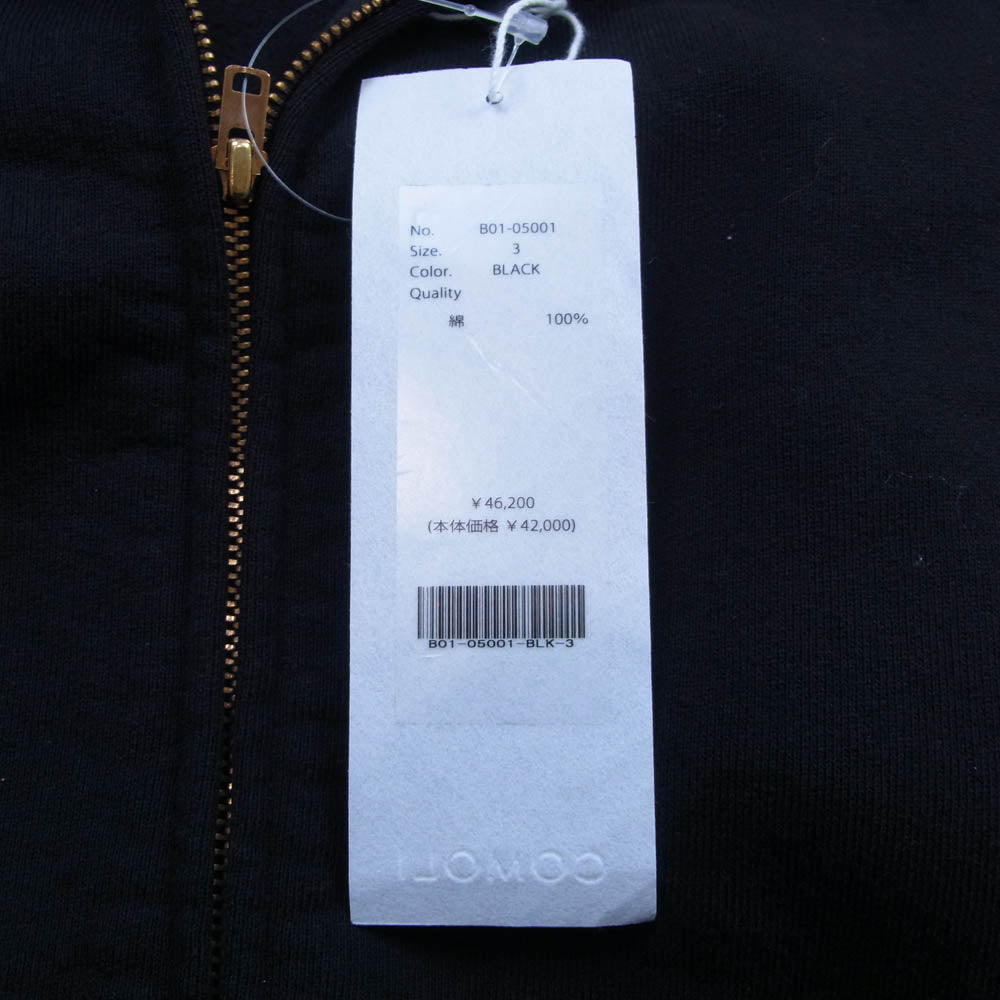 No. B01-05001
Size. 3
Color. BLACK
Quality
綿 100%
¥46,200
(本体価格 ¥42,000)
B01-05001-BLK-3
COMOLI